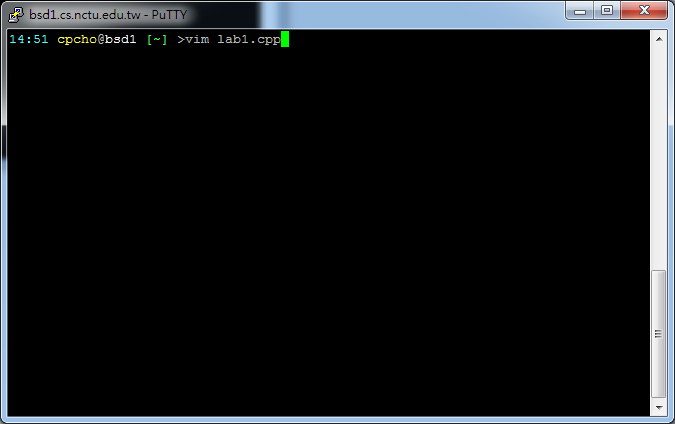 bsd1.cs.nctu.edu.tw - PuTTY
14:51 cpcho@bsd1 [~] >vim lab1.cpp